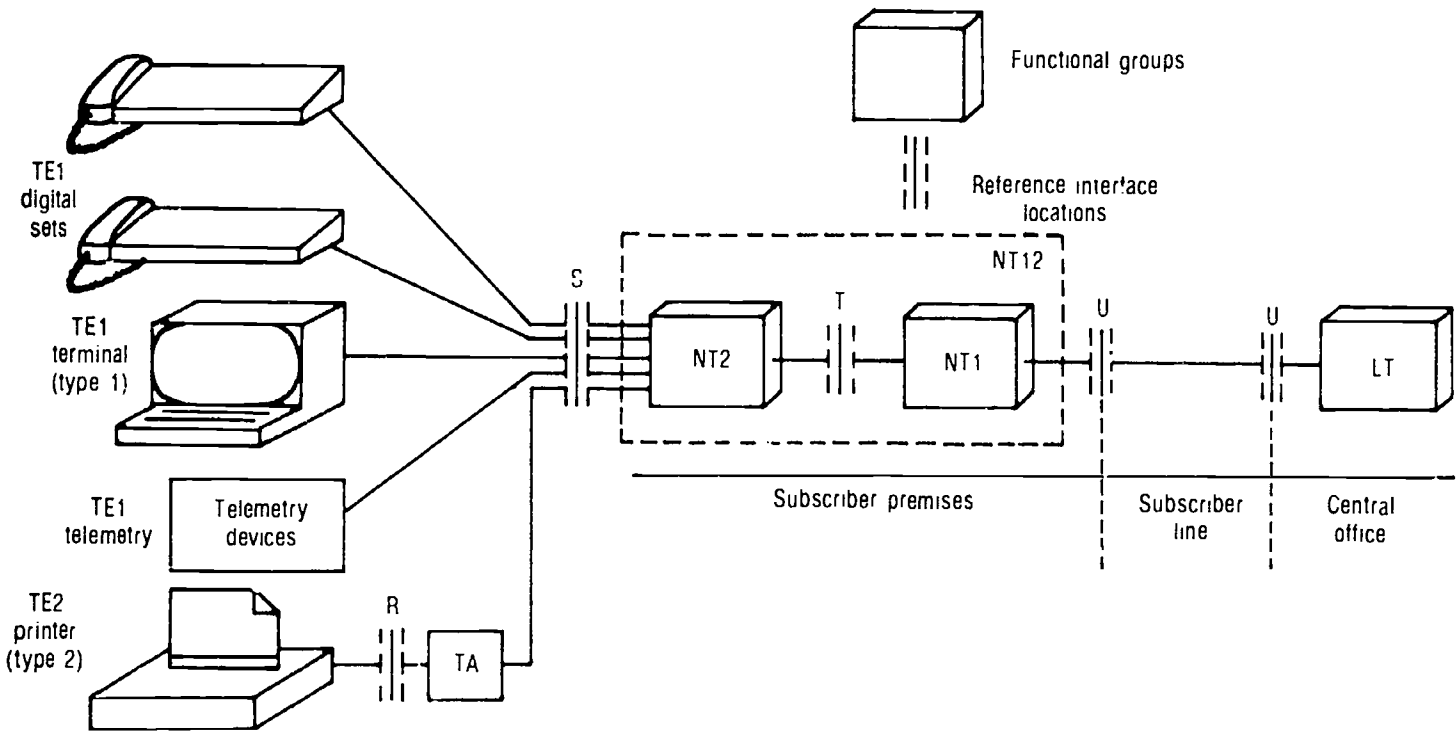 Functional groups
Reference interface
locations
TE1
digital
sets
TE1
terminal
(type 1)
TE1
telemetry
Telemetry
devices
TE2
printer
(type 2)
R
TA
S
NT12
NT2
T
NT1
U
U
LT
Subscriber premises
Subscriber
line
Central
office